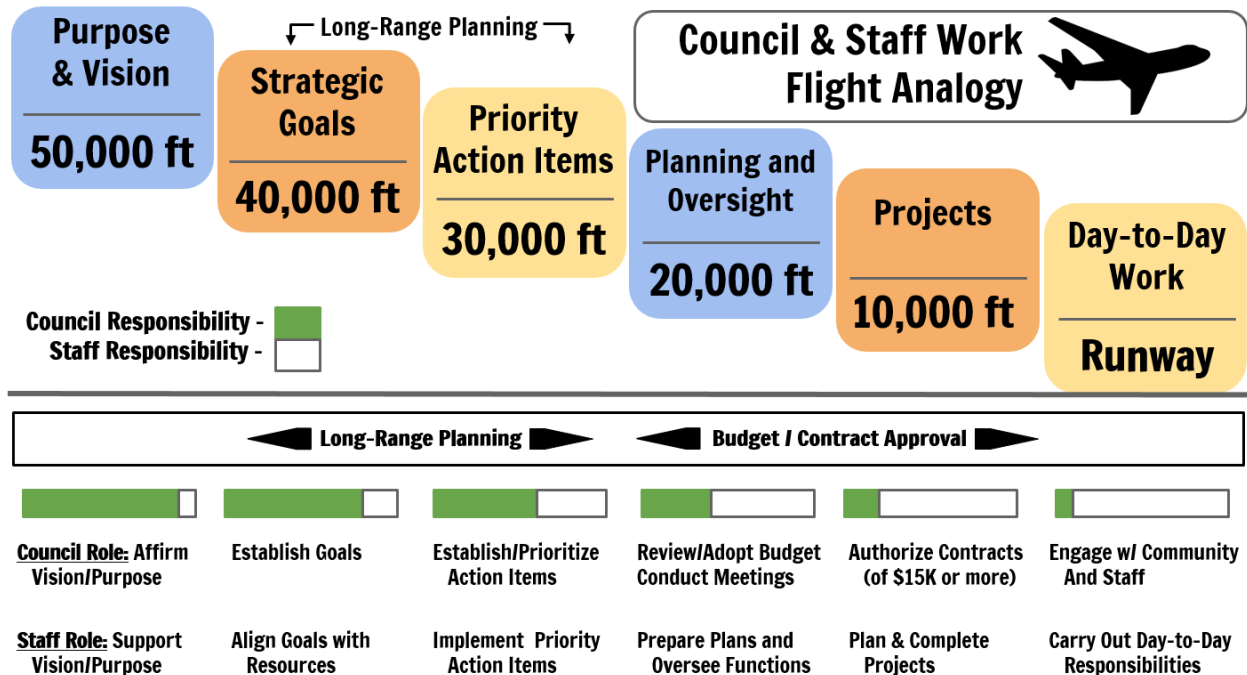 Purpose
& Vision
50,000 ft
Long-Range Planning
Strategic
Goals
40,000 ft
Priority
Action Items
30,000 ft
Council & Staff Work
Flight Analogy
Planning and
Oversight
20,000 ft
Projects
10,000 ft
Day-to-Day
Work
Runway
Council Responsibility -
Staff Responsibility -
Long-Range Planning
Budget / Contract Approval
Council Role: Affirm
Vision/Purpose
Establish Goals
Establish/Prioritize
Action Items
Review/Adopt Budget
Conduct Meetings
Authorize Contracts
(of $15K or more)
Engage w/ Community
And Staff
Staff Role: Support
Vision/Purpose
Align Goals with
Resources
Implement Priority
Action Items
Prepare Plans and
Oversee Functions
Plan & Complete
Projects
Carry Out Day-to-Day
Responsibilities